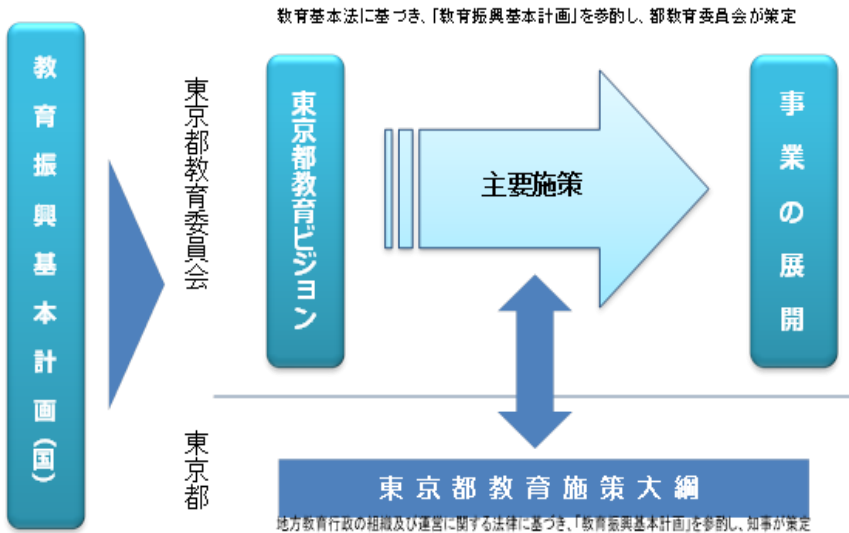 教育基本法に基づき、「教育振興基本計画」を参酌し、都教育委員会が策定
教育振興基本計画(国)
東京都教育委員会
東京都教育ビジョン
主要施策
事業の展開
東京都
東京都教育施策大綱
地方教育行政の組織及び運営に関する法律に基づき、「教育振興基本計画」を参酌し、知事が策定